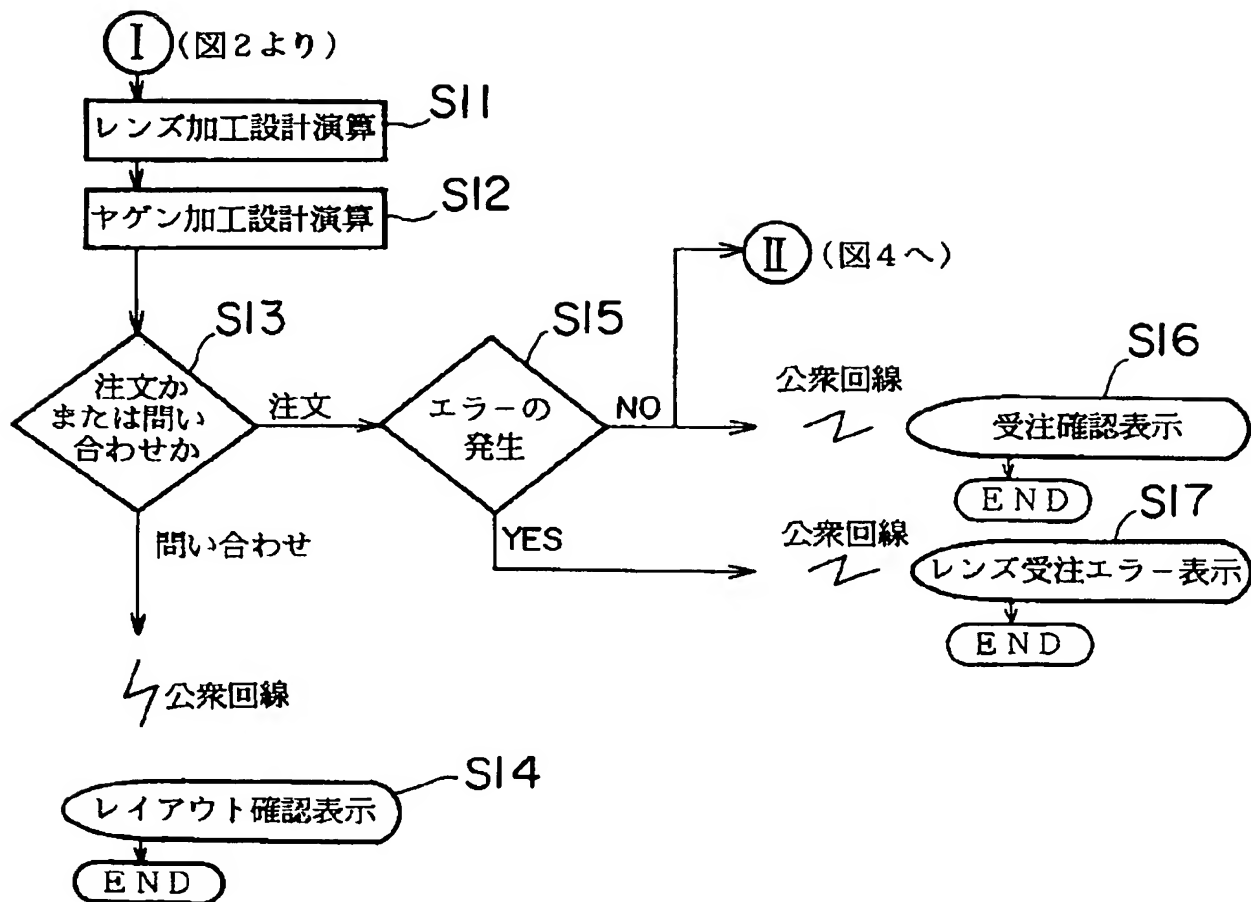 I (図2より)
S11
レンズ加工設計演算
S12
ヤゲン加工設計演算
II (図4へ)
S13
S15
S16
注文か
または問い
合わせか
注文
エラーの
発生
NO
公衆回線
受注確認表示
END
S17
問い合わせ
YES
公衆回線
レンズ受注エラー表示
END
公衆回線
S14
レイアウト確認表示
END